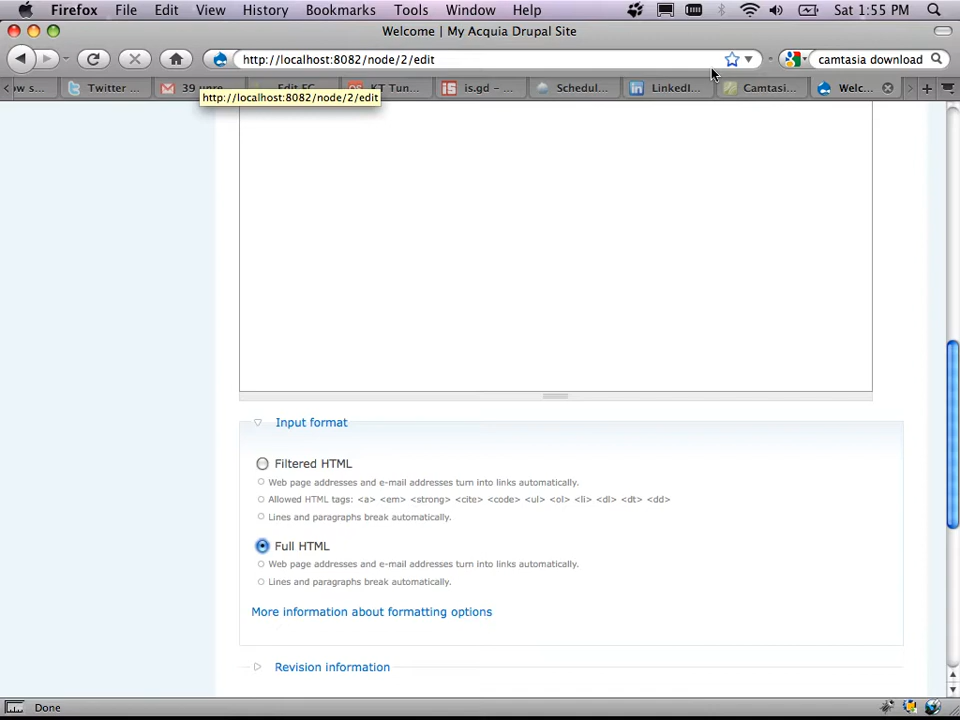 Firefox File Edit View History Bookmarks Tools Window Help Sat 1:55 PM
Welcome | My Acquia Drupal Site
http://localhost:8082/node/2/edit camtasia download
ow s... Twitter ... 39 unre KT Tun... is.gd – ... Schedul... LinkedI... Camtasi... Welc...
http://localhost:8082/node/2/edit
Input format
Filtered HTML
Web page addresses and e-mail addresses turn into links automatically.
Allowed HTML tags: <a> <em> <strong> <cite> <code> <ul> <ol> <li> <dl> <dt> <dd>
Lines and paragraphs break automatically.
Full HTML
Web page addresses and e-mail addresses turn into links automatically.
Lines and paragraphs break automatically.
More information about formatting options
Revision information
Done